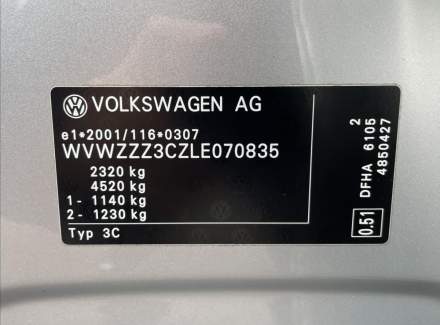 VOLKSWAGEN AG
e1*2001/116*0307
WVWZZZ3CZLE070835
2320 kg
4520 kg
1- 1140 kg
2- 1230 kg
Typ 3C
0.51
DFHA 6105 2
4850427